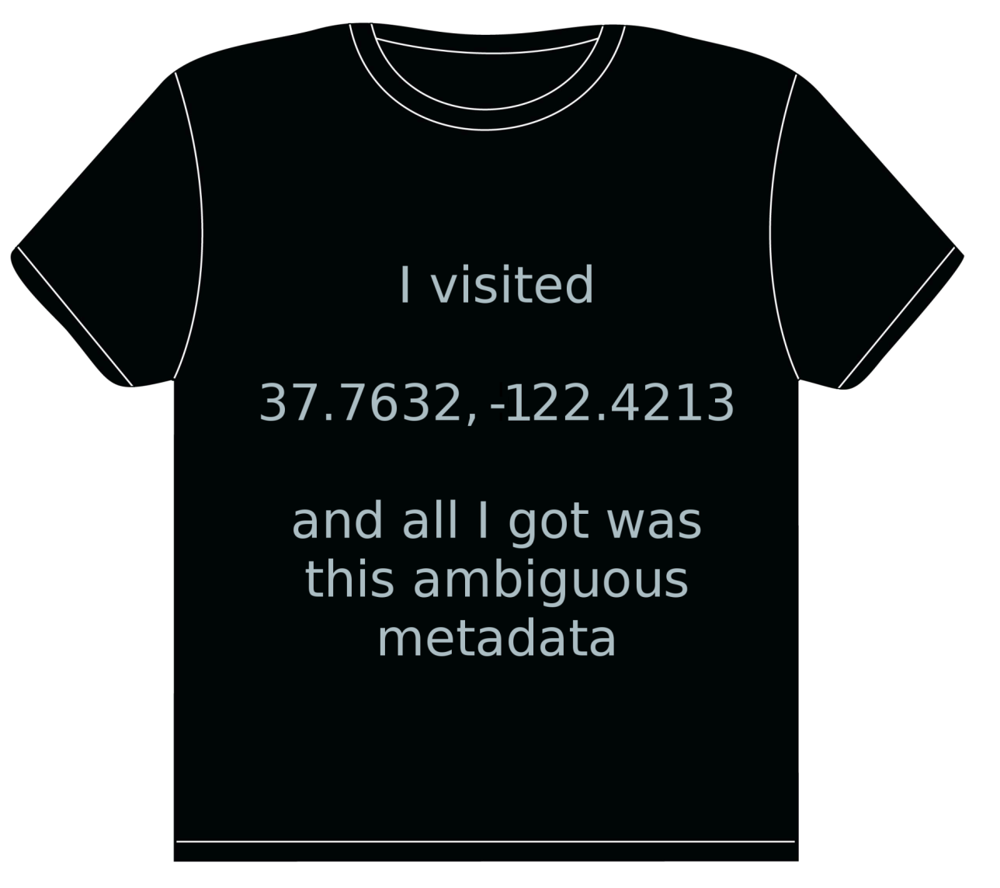 I visited
37.7632, -122.4213
and all I got was
this ambiguous
metadata